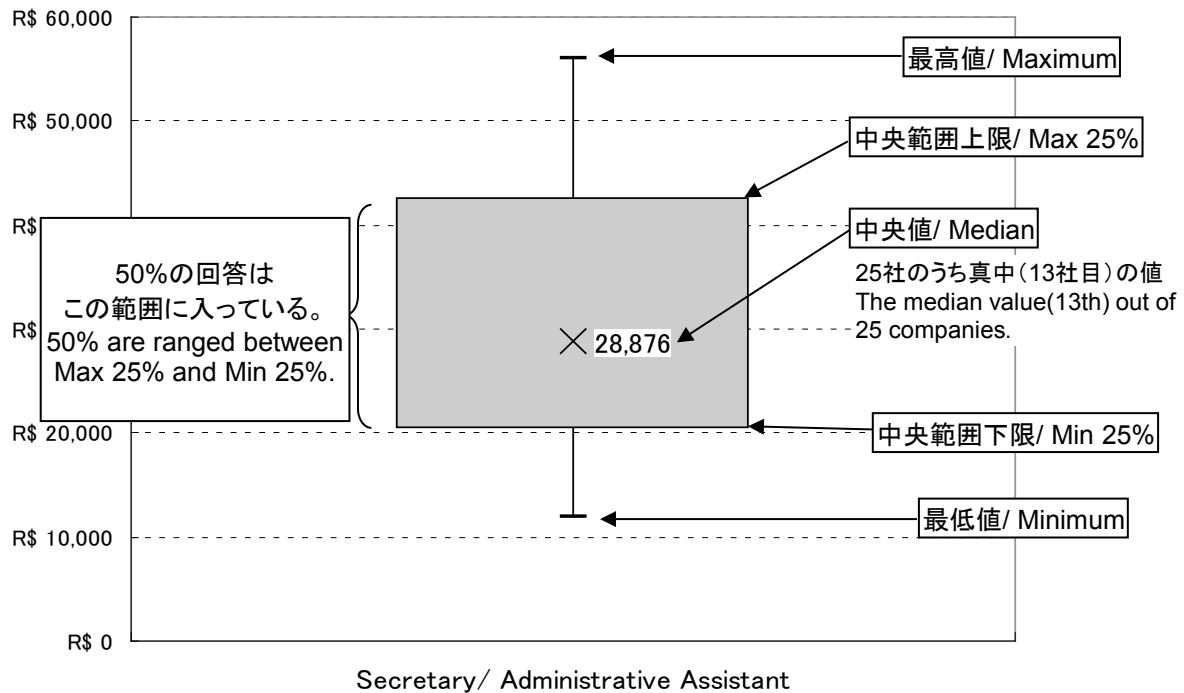 R$ 60,000
最高値/ Maximum
R$ 50,000
中央範囲上限/ Max 25%
R$
中央値/ Median
25社のうち真中(13社目)の値
The median value(13th) out of
25 companies.
50%の回答は
この範囲に入っている。
50% are ranged between
Max 25% and Min 25%.
R$
28,876
R$ 20,000
中央範囲下限/ Min 25%
最低値/ Minimum
R$ 10,000
R$ 0
Secretary/ Administrative Assistant